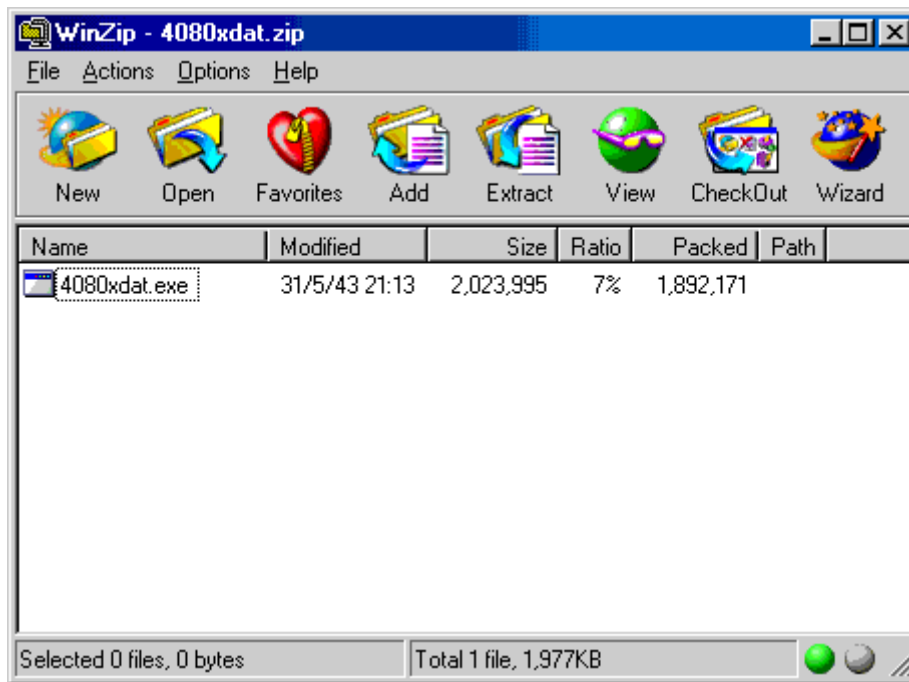 WinZip - 4080xdat.zip
File Actions Options Help
New Open Favorites Add Extract View CheckOut Wizard
Name Modified Size Ratio Packed Path
4080xdat.exe 31/5/43 21:13 2,023,995 7% 1,892,171
Selected 0 files, 0 bytes Total 1 file, 1,977KB